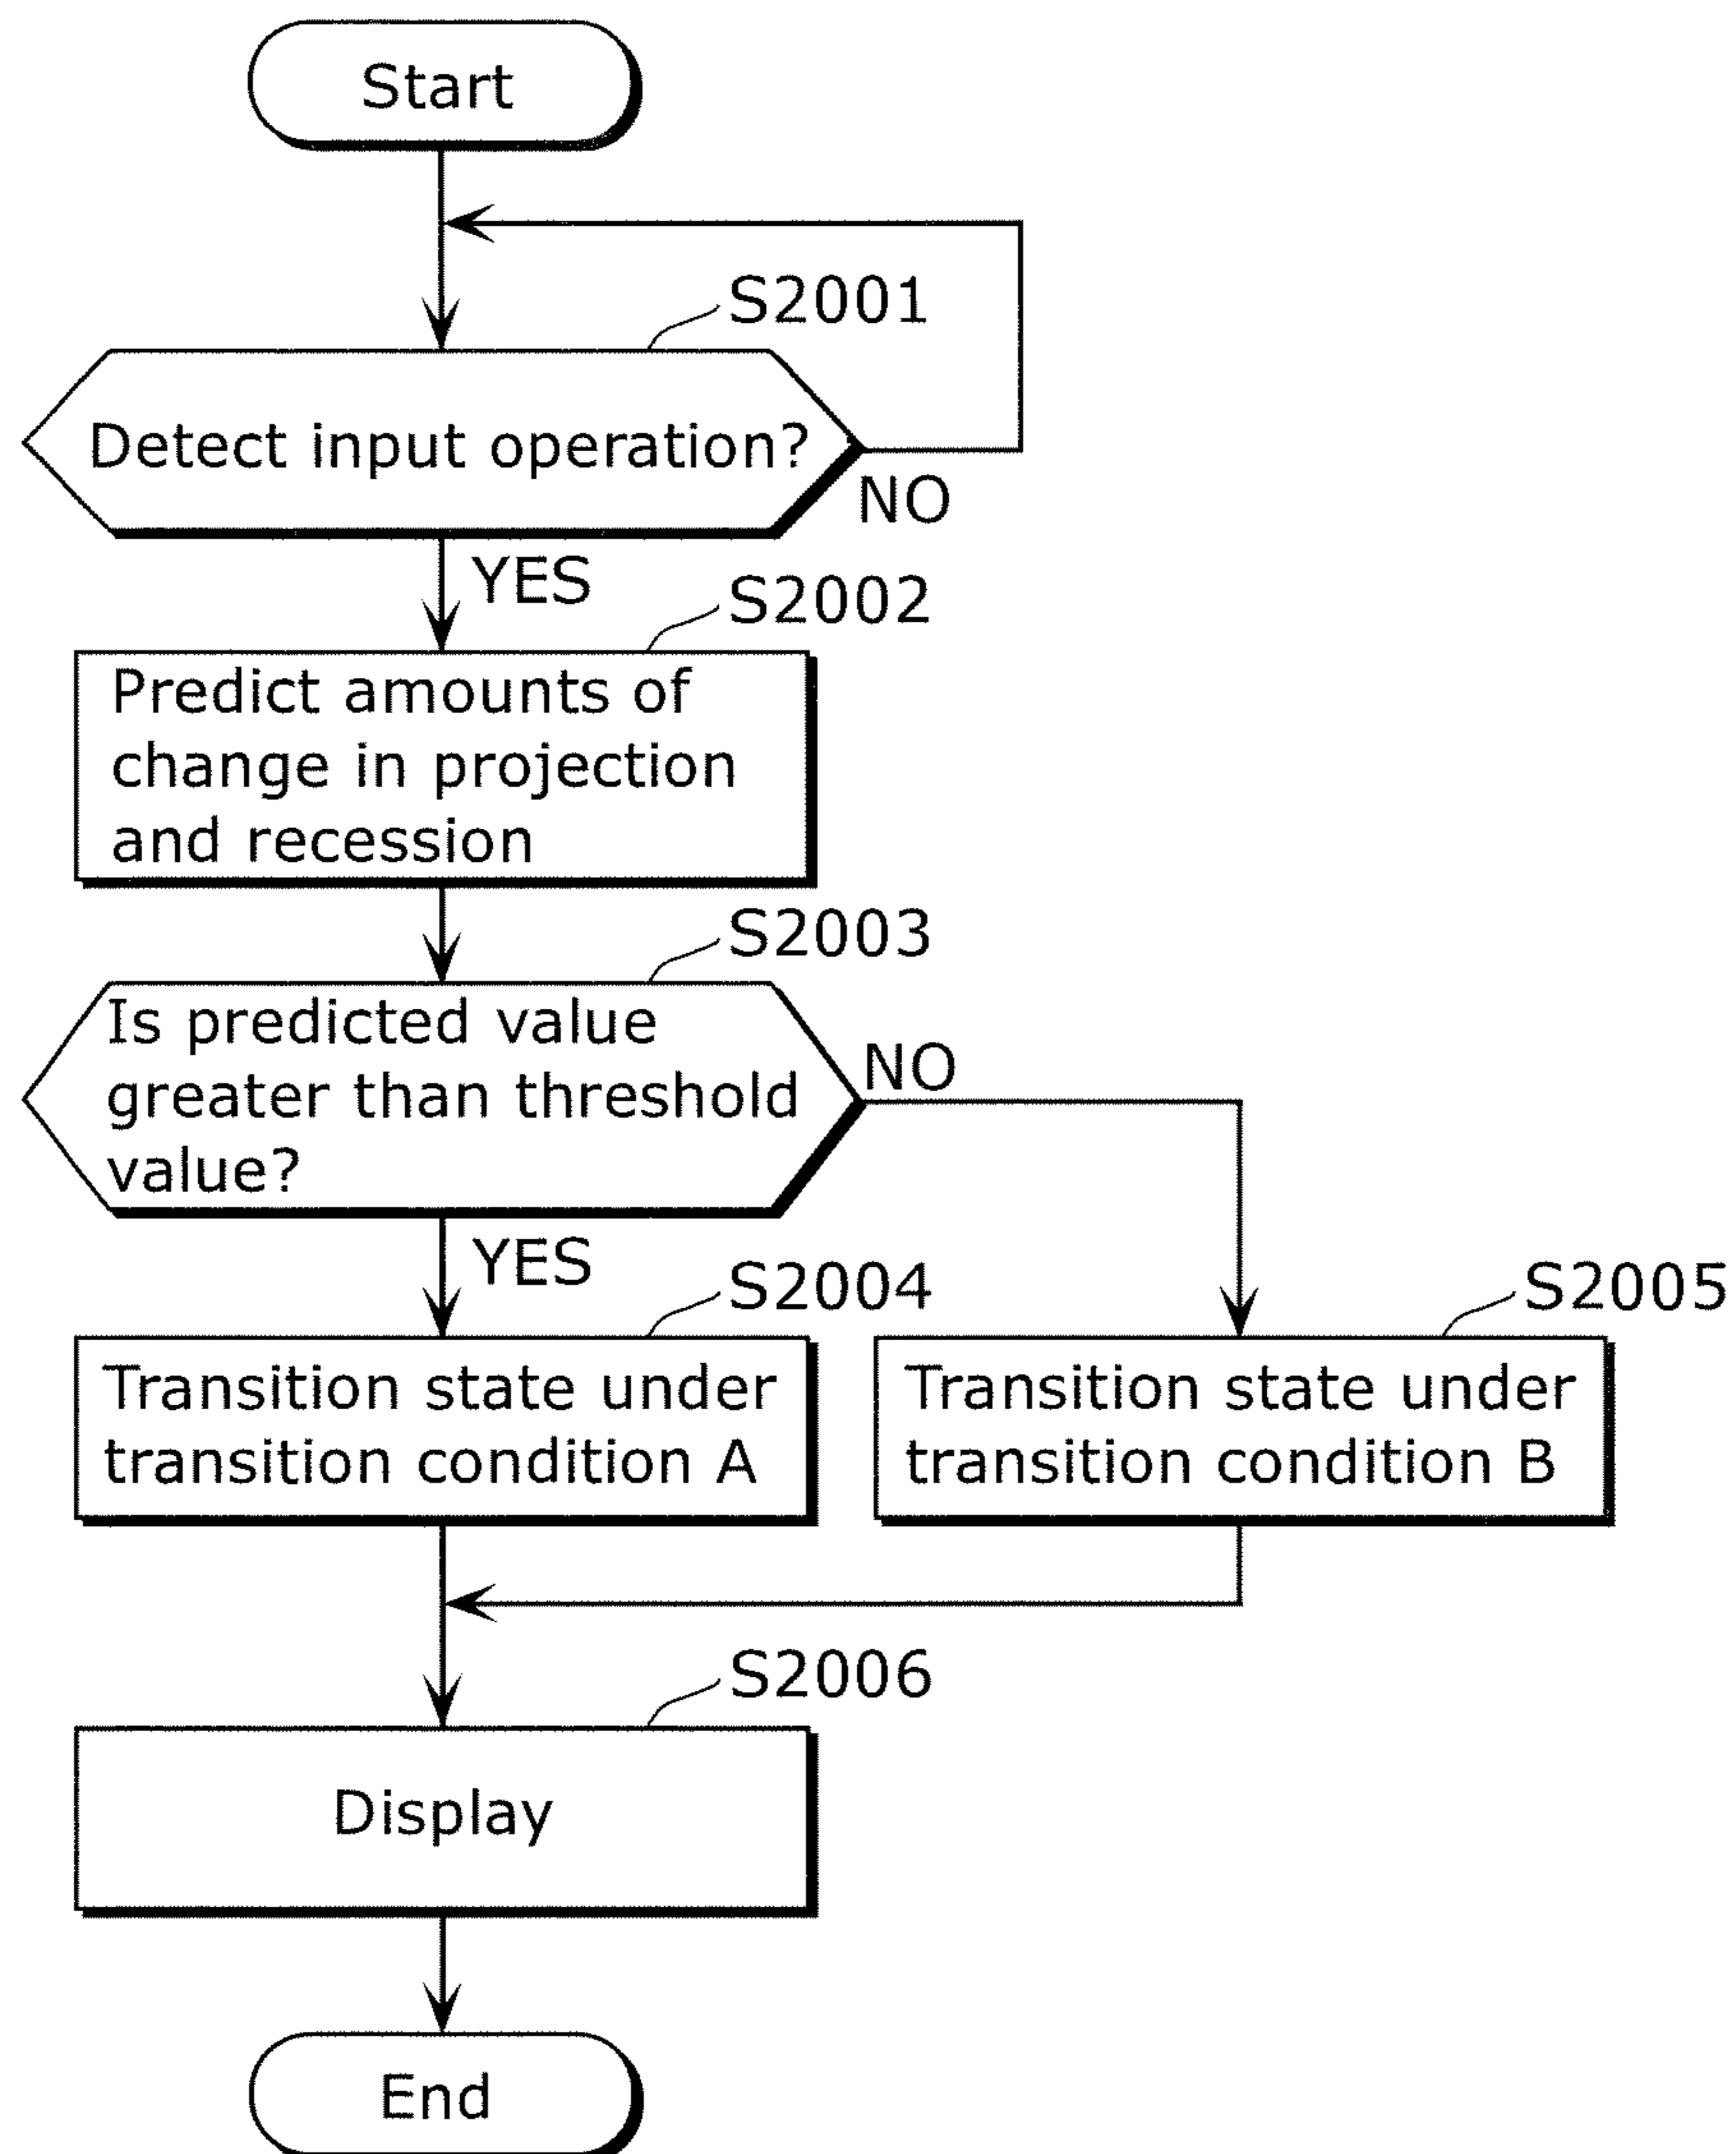 Start
S2001
Detect input operation?
NO
YES
S2002
Predict amounts of
change in projection
and recession
S2003
Is predicted value
greater than threshold
value?
NO
YES
S2004
S2005
Transition state under
transition condition A
Transition state under
transition condition B
S2006
Display
End